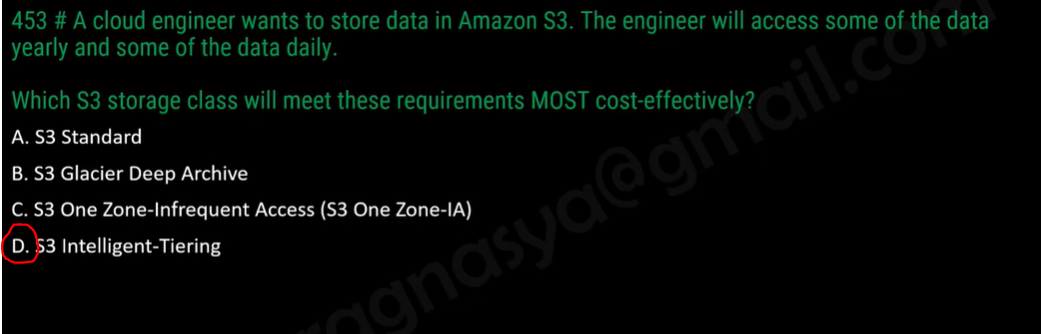 453 # A cloud engineer wants to store data in Amazon S3. The engineer will access some of the data
yearly and some of the data daily.
Which S3 storage class will meet these requirements MOST cost-effectively?
A. S3 Standard
B. S3 Glacier Deep Archive
C. S3 One Zone-Infrequent Access (S3 One Zone-IA)
D. S3 Intelligent-Tiering